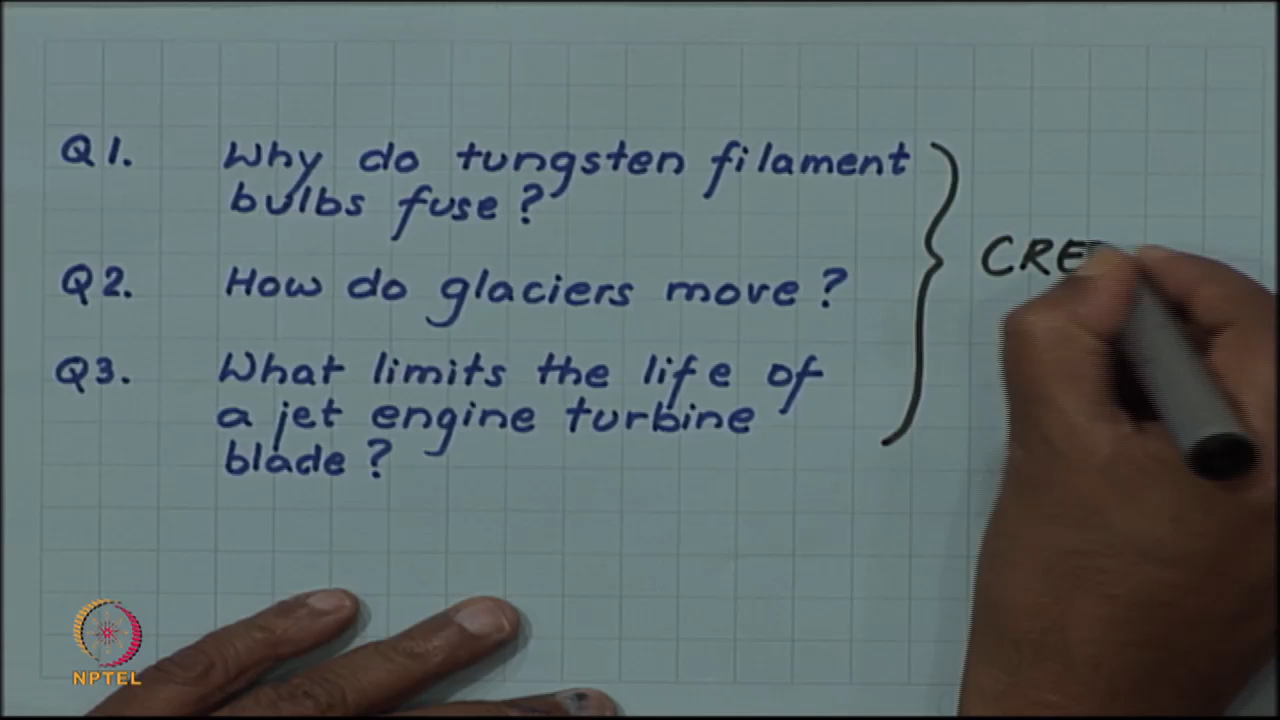 Q1. Why do tungsten filament
bulbs fuse?
Q2. How do glaciers move?
Q3. What limits the life of
a jet engine turbine
blade?
CRE
NPTEL